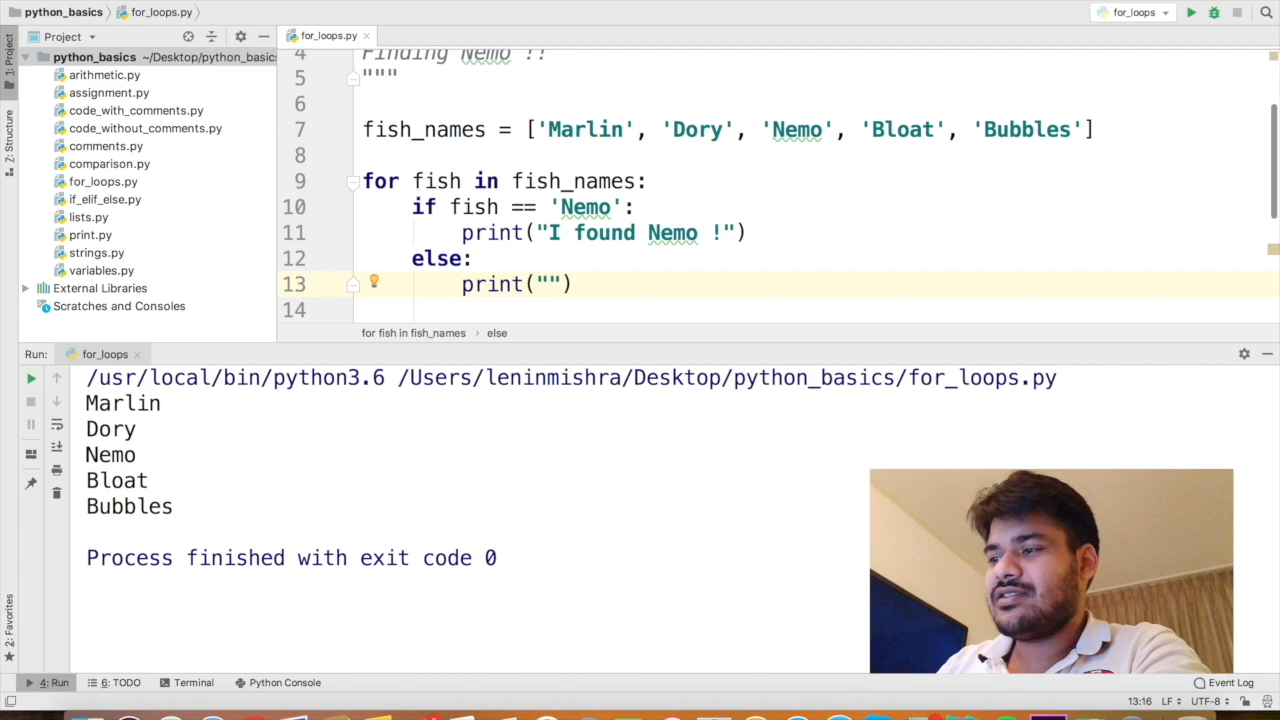 python_basics for_loops.py for_loops
1: Project
Project
for_loops.py
python_basics ~/Desktop/python_basics
arithmetic.py
assignment.py
code_with_comments.py
code_without_comments.py
comments.py
comparison.py
for_loops.py
if_elif_else.py
lists.py
print.py
strings.py
variables.py
External Libraries
Scratches and Consoles
Z: Structure
4 Finding Nemo !!
5 """
6
7 fish_names = ['Marlin', 'Dory', 'Nemo', 'Bloat', 'Bubbles']
8
9 for fish in fish_names:
10 if fish == 'Nemo':
11 print("I found Nemo !")
12 else:
13 print("")
14
for fish in fish_names › else
Run: for_loops
/usr/local/bin/python3.6 /Users/leninmishra/Desktop/python_basics/for_loops.py
Marlin
Dory
Nemo
Bloat
Bubbles
Process finished with exit code 0
2: Favorites
4: Run 6: TODO Terminal Python Console Event Log
13:16 LF UTF-8